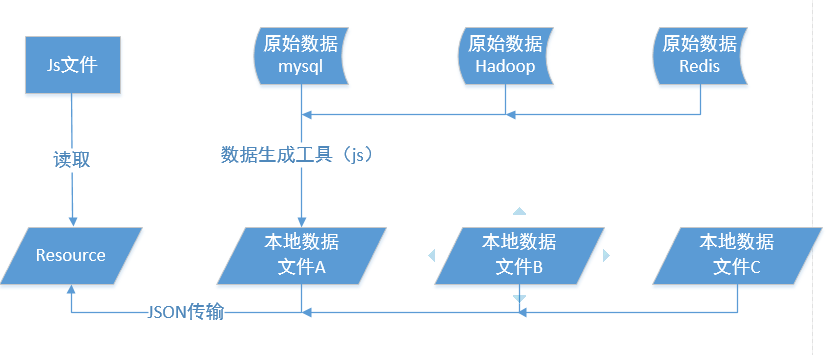 Js文件
原始数据
mysql
原始数据
Hadoop
原始数据
Redis
读取
数据生成工具（js）
Resource
本地数据
文件A
本地数据
文件B
本地数据
文件C
JSON传输